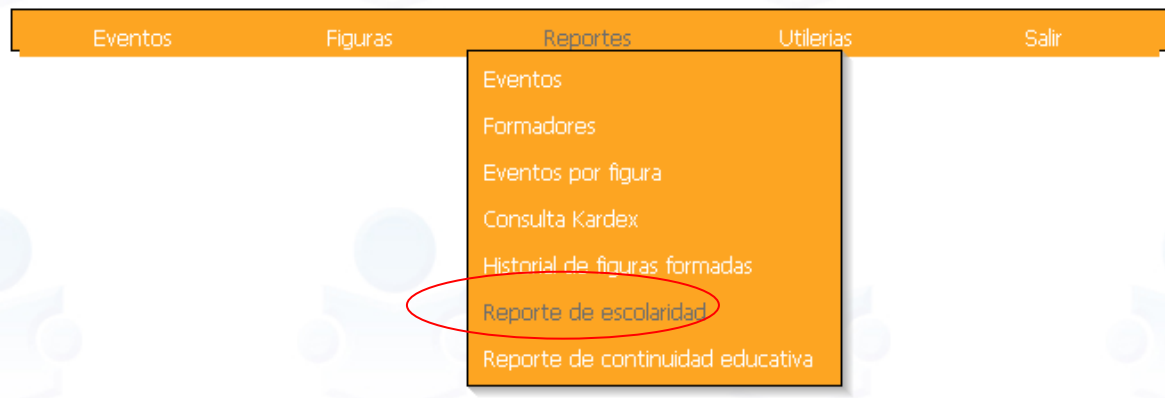 Eventos Figuras Reportes Utilerias Salir
Eventos
Formadores
Eventos por figura
Consulta Kardex
Historial de figuras formadas
Reporte de escolaridad
Reporte de continuidad educativa